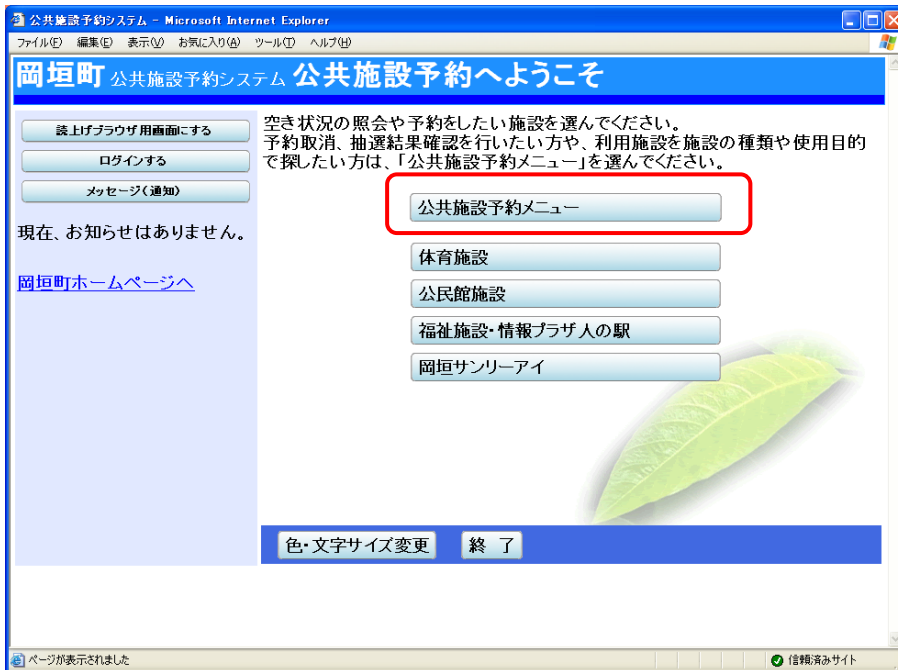 公共施設予約システム - Microsoft Internet Explorer
ファイル(F) 編集(E) 表示(V) お気に入り(A) ツール(T) ヘルプ(H)
岡垣町 公共施設予約システム 公共施設予約へようこそ
読上げブラウザ用画面にする
ログインする
メッセージ(通知)
現在、お知らせはありません。
岡垣町ホームページへ
空き状況の照会や予約をしたい施設を選んでください。
予約取消、抽選結果確認を行いたい方や、利用施設を施設の種類や使用目的
で探したい方は、「公共施設予約メニュー」を選んでください。
公共施設予約メニュー
体育施設
公民館施設
福祉施設・情報プラザ人の駅
岡垣サンリーアイ
色・文字サイズ変更
終 了
ページが表示されました
信頼済みサイト